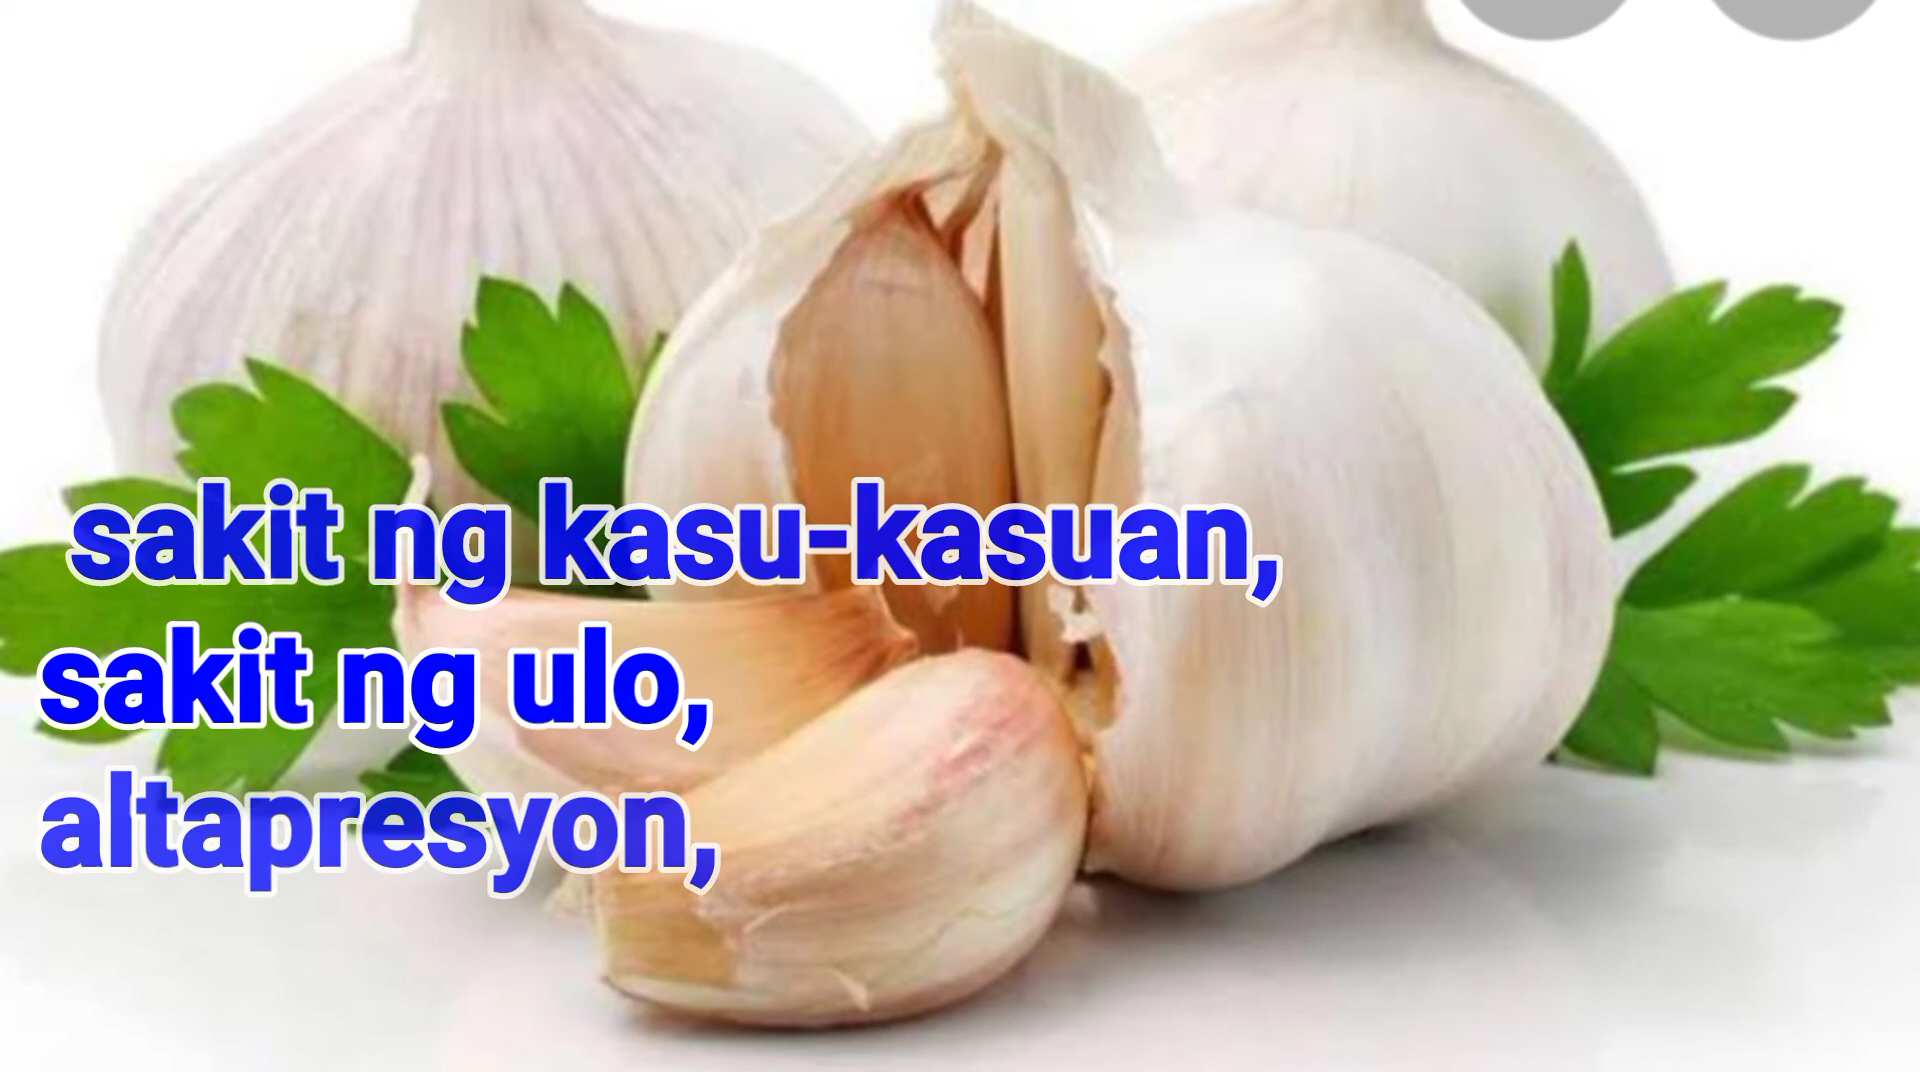 sakit ng kasu-kasuan,
sakit ng ulo,
altapresyon,